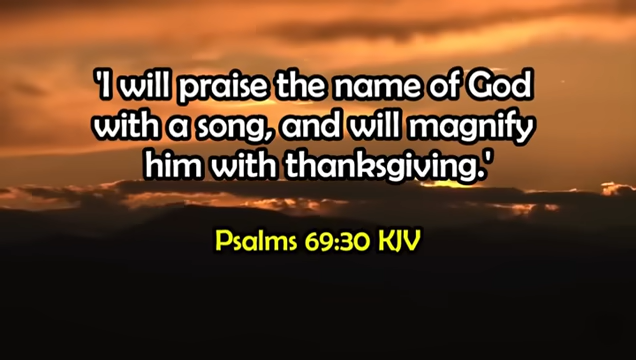 'I will praise the name of God
with a song, and will magnify
him with thanksgiving.'
Psalms 69:30 KJV